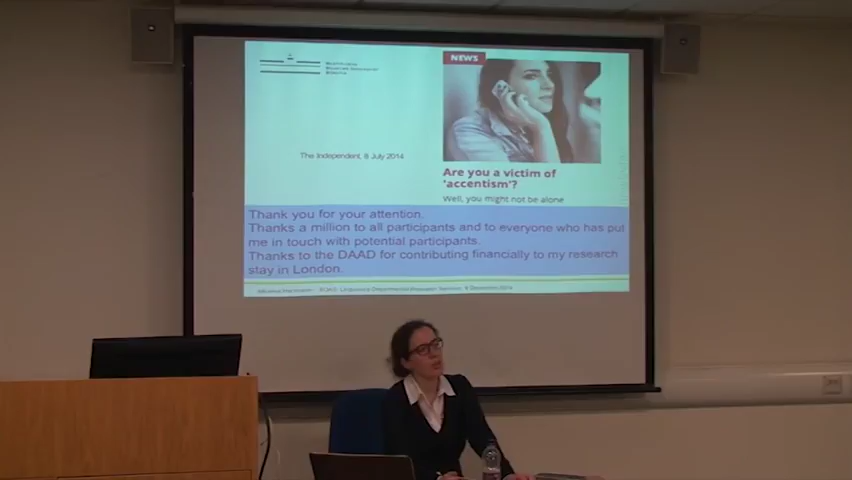 NEWS
The Independent, 8 July 2014
Are you a victim of
'accentism'?
Well, you might not be alone
Thank you for your attention.
Thanks a million to all participants and to everyone who has put
me in touch with potential participants.
Thanks to the DAAD for contributing financially to my research
stay in London.